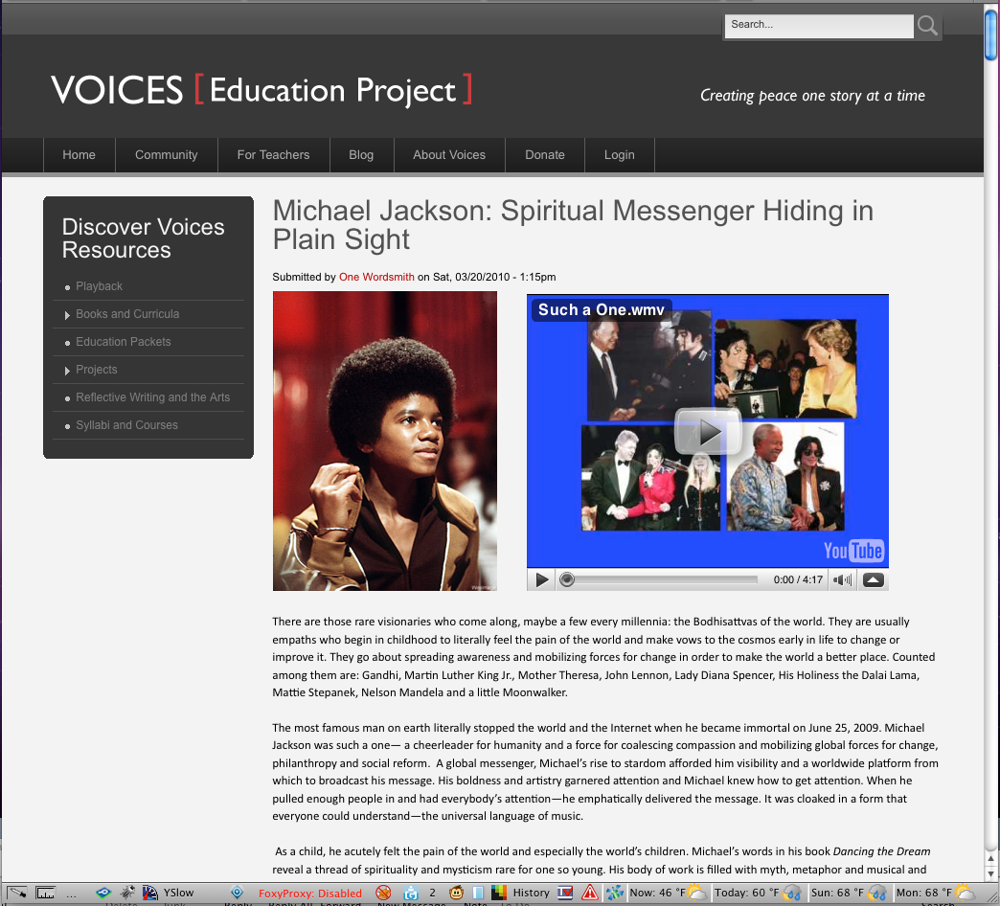 Search...
VOICES [ Education Project ]
Creating peace one story at a time
Home
Community
For Teachers
Blog
About Voices
Donate
Login
Discover Voices
Resources
Playback
Books and Curricula
Education Packets
Projects
Reflective Writing and the Arts
Syllabi and Courses
Michael Jackson: Spiritual Messenger Hiding in
Plain Sight
Submitted by One Wordsmith on Sat, 03/20/2010 - 1:15pm
Such a One.wmv
YouTube
0:00 / 4:17
There are those rare visionaries who come along, maybe a few every millennia: the Bodhisattvas of the world. They are usually
empaths who begin in childhood to literally feel the pain of the world and make vows to the cosmos early in life to change or
improve it. They go about spreading awareness and mobilizing forces for change in order to make the world a better place. Counted
among them are: Gandhi, Martin Luther King Jr., Mother Theresa, John Lennon, Lady Diana Spencer, His Holiness the Dalai Lama,
Mattie Stepanek, Nelson Mandela and a little Moonwalker.
The most famous man on earth literally stopped the world and the Internet when he became immortal on June 25, 2009. Michael
Jackson was such a one— a cheerleader for humanity and a force for coalescing compassion and mobilizing global forces for change,
philanthropy and social reform.  A global messenger, Michael's rise to stardom afforded him visibility and a worldwide platform from
which to broadcast his message. His boldness and artistry garnered attention and Michael knew how to get attention. When he
pulled enough people in and had everybody's attention—he emphatically delivered the message. It was cloaked in a form that
everyone could understand—the universal language of music.
As a child, he acutely felt the pain of the world and especially the world's children. Michael's words in his book Dancing the Dream
reveal a thread of spirituality and mysticism rare for one so young. His body of work is filled with myth, metaphor and musical and
... YSlow FoxyProxy: Disabled 2 History Now: 46 °F Today: 60 °F Sun: 68 °F Mon: 68 °F